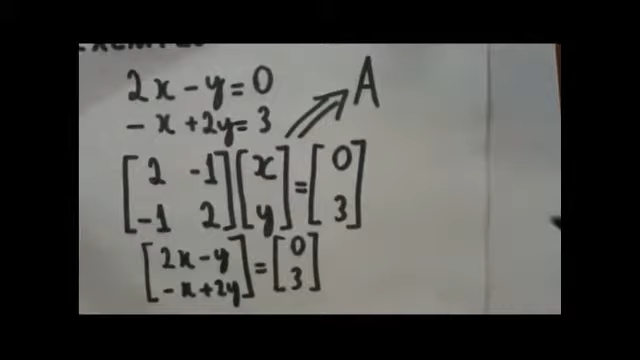 2x - y = 0
- x + 2y = 3
A
[2 -1] [x] = [0]
[-1 2] [y] [3]
[2x - y] = [0]
[- x + 2y] [3]